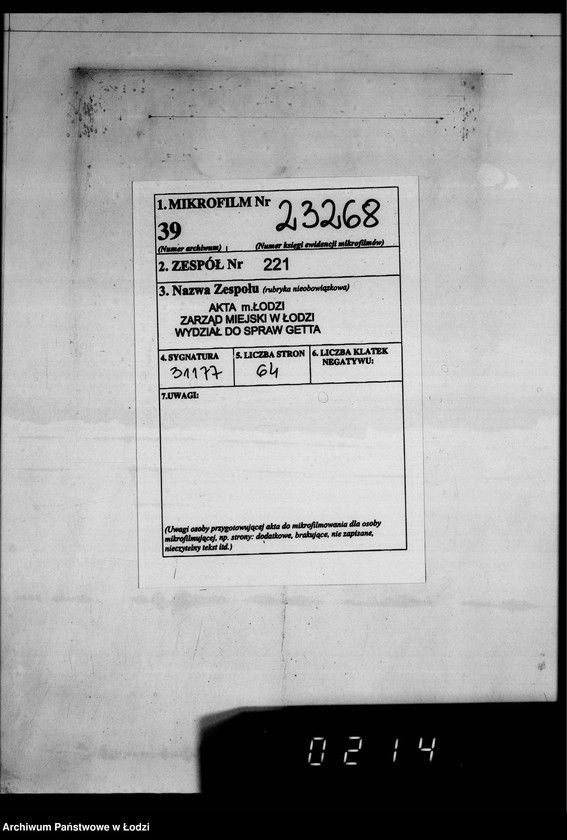 1. MIKROFILM Nr 23268
39
(Numer archiwum) (Numer księgi ewidencji mikrofilmów)
2. ZESPÓŁ Nr 221
3. Nazwa Zespołu (rubryka nieobowiązkowa)
AKTA m.ŁODZI
ZARZĄD MIEJSKI W ŁODZI
WYDZIAŁ DO SPRAW GETTA
4. SYGNATURA 5. LICZBA STRON 6. LICZBA KLATEK
NEGATYWU:
31177 64
7.UWAGI:
(Uwagi osoby przygotowującej akta do mikrofilmowania dla osoby
mikrofilmującej, np. strony: dodatkowe, brakujące, nie zapisane,
nieczytelny tekst itd.)
0214
Archiwum Państwowe w Łodzi